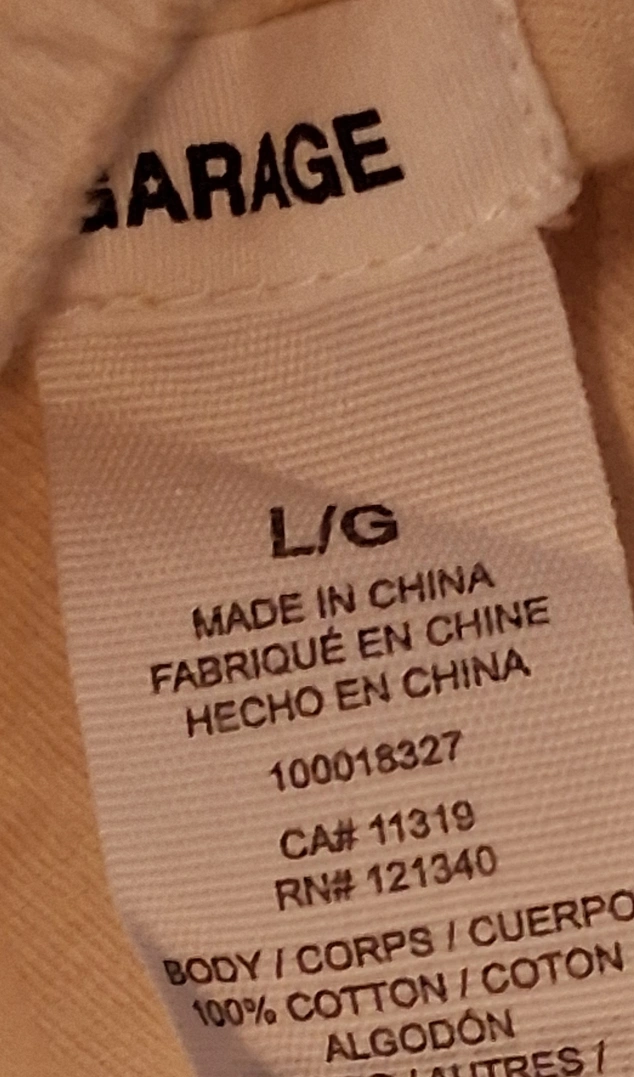 GARAGE
L/G
MADE IN CHINA
FABRIQUÉ EN CHINE
HECHO EN CHINA
100018327
CA# 11319
RN# 121340
BODY / CORPS / CUERPO
100% COTTON / COTON
ALGODÓN
/AUTRES /